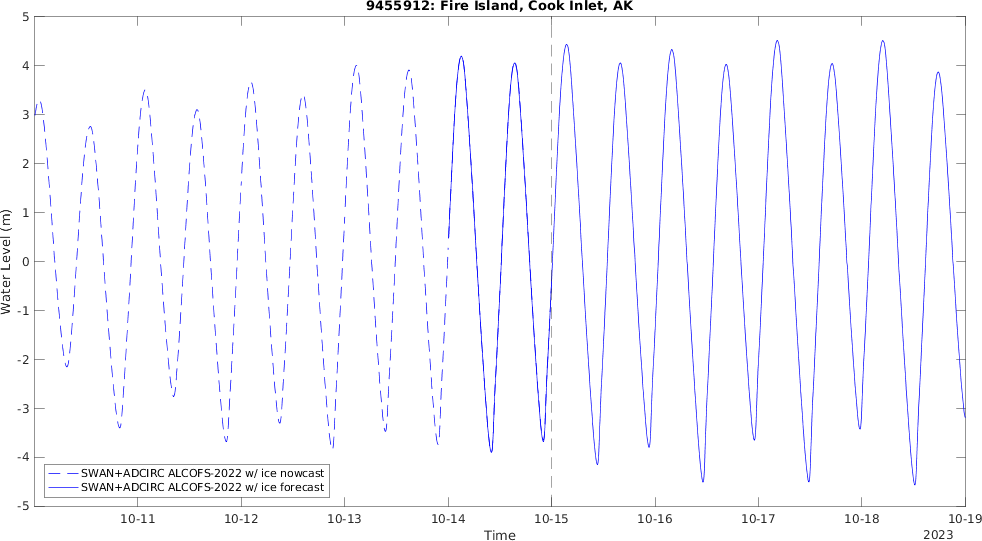 9455912: Fire Island, Cook Inlet, AK
5
4
3
2
1
0
-1
-2
-3
-4
-5
Water Level (m)
SWAN+ADCIRC ALCOFS-2022 w/ ice nowcast
SWAN+ADCIRC ALCOFS-2022 w/ ice forecast
10-11 10-12 10-13 10-14 10-15 10-16 10-17 10-18 10-19
Time
2023